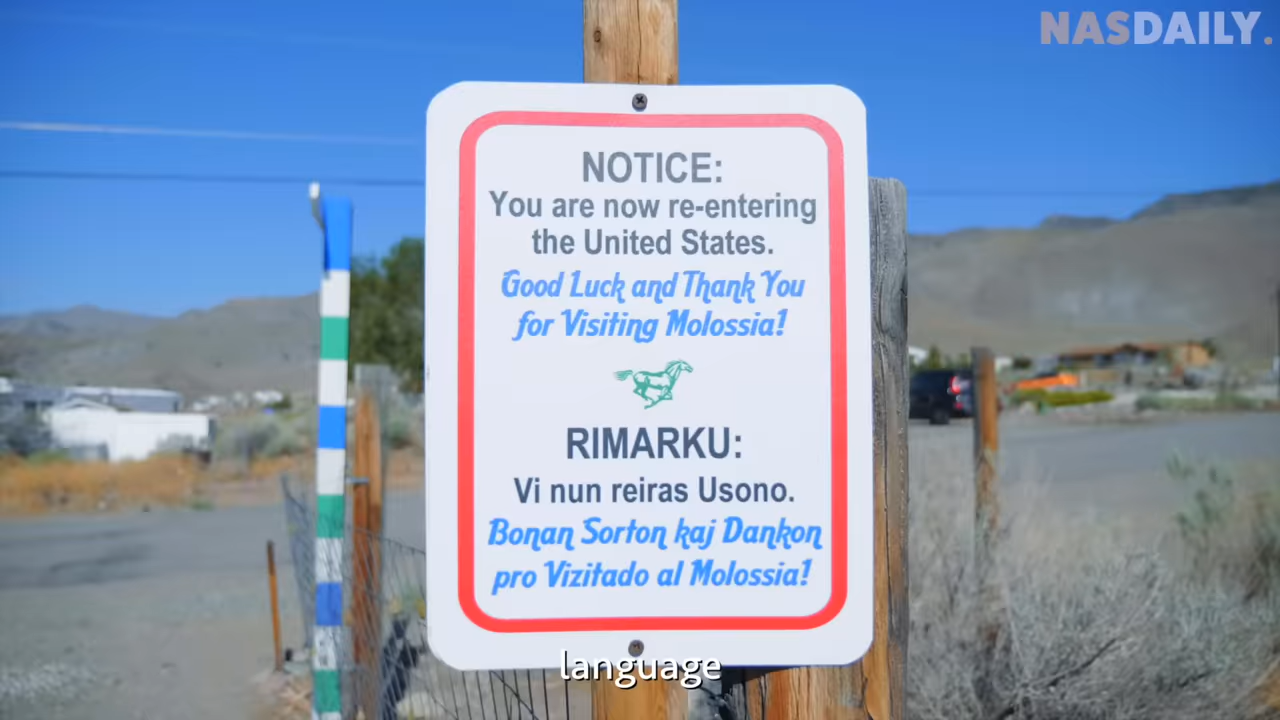 NASDAILY.
NOTICE:
You are now re-entering
the United States.
Good Luck and Thank You
for Visiting Molossia!
RIMARKU:
Vi nun reiras Usono.
Bonan Sorton kaj Dankon
pro Vizitado al Molossia!
language